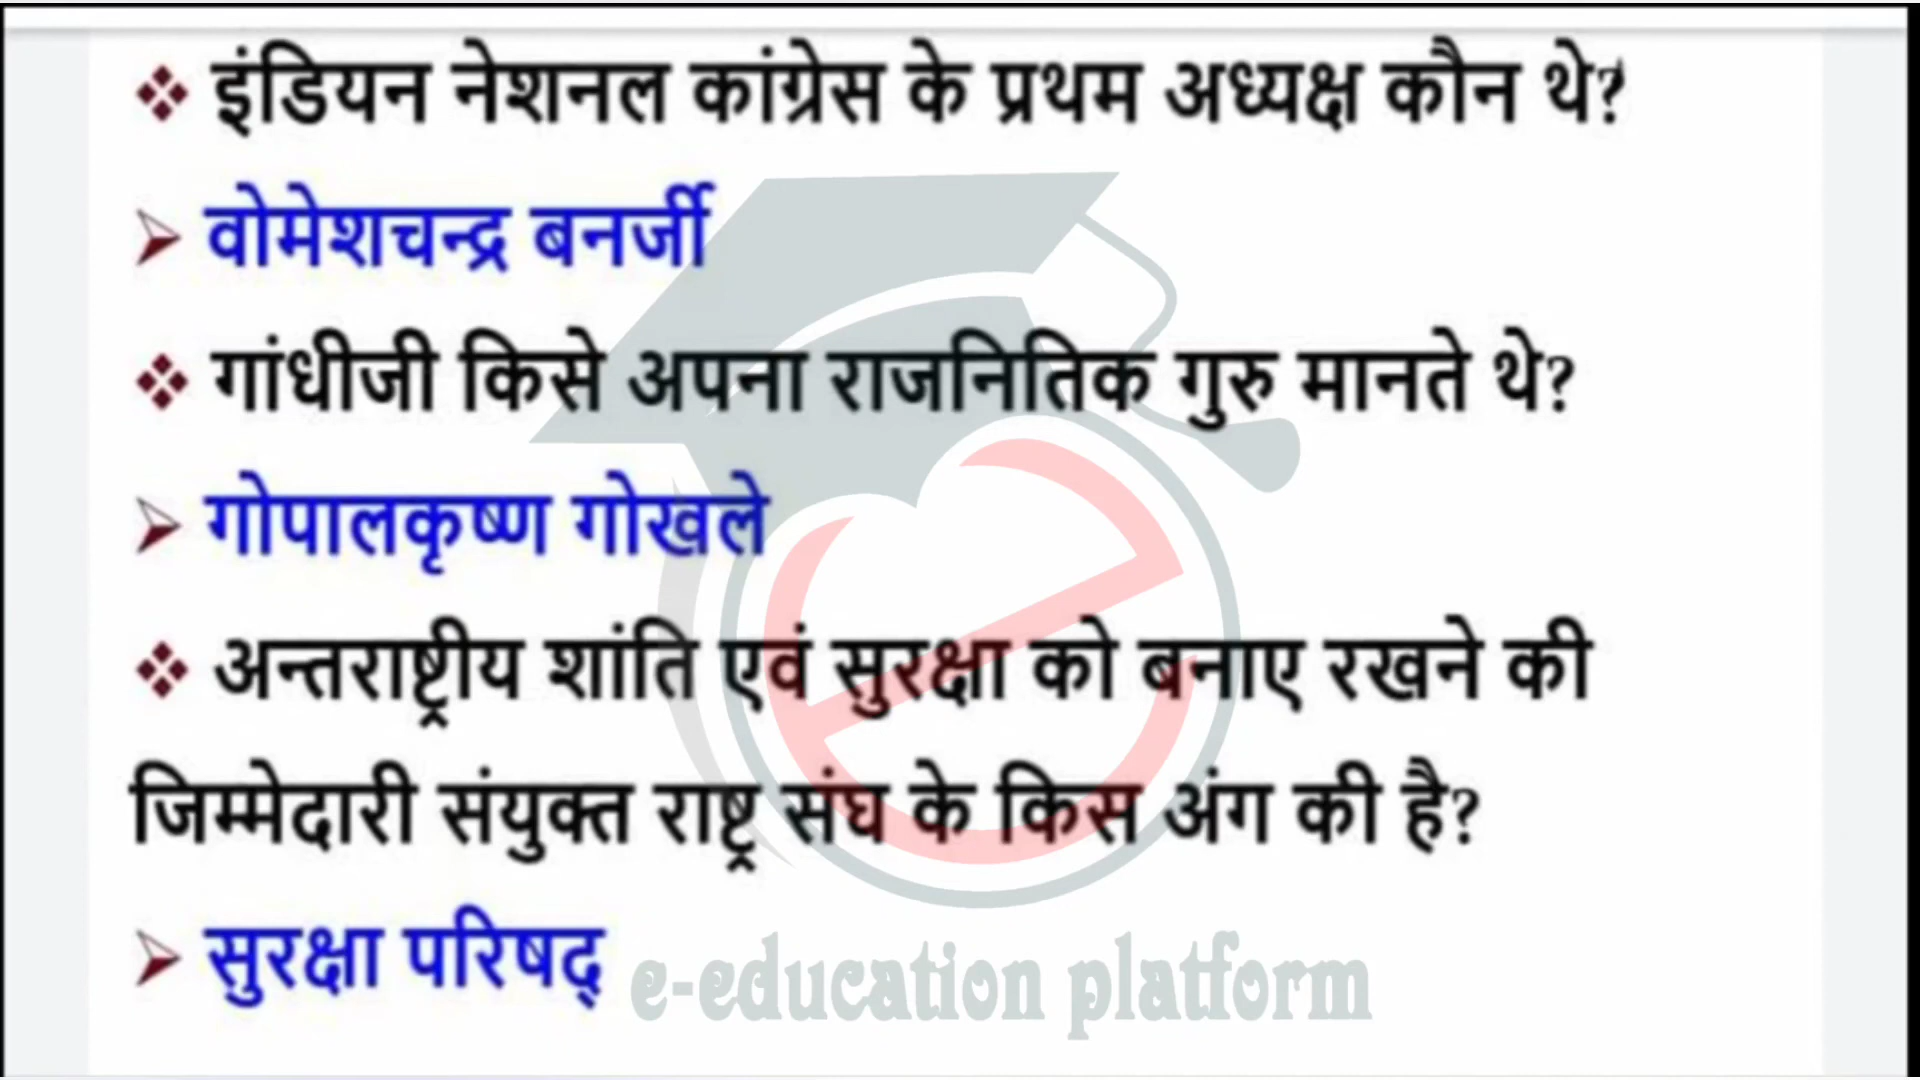 ❖ इंडियन नेशनल कांग्रेस के प्रथम अध्यक्ष कौन थे?
➢ वोमेशचन्द्र बनर्जी
❖ गांधीजी किसे अपना राजनितिक गुरु मानते थे?
➢ गोपालकृष्ण गोखले
❖ अन्तराष्ट्रीय शांति एवं सुरक्षा को बनाए रखने की
जिम्मेदारी संयुक्त राष्ट्र संघ के किस अंग की है?
➢ सुरक्षा परिषद्
e-education platform